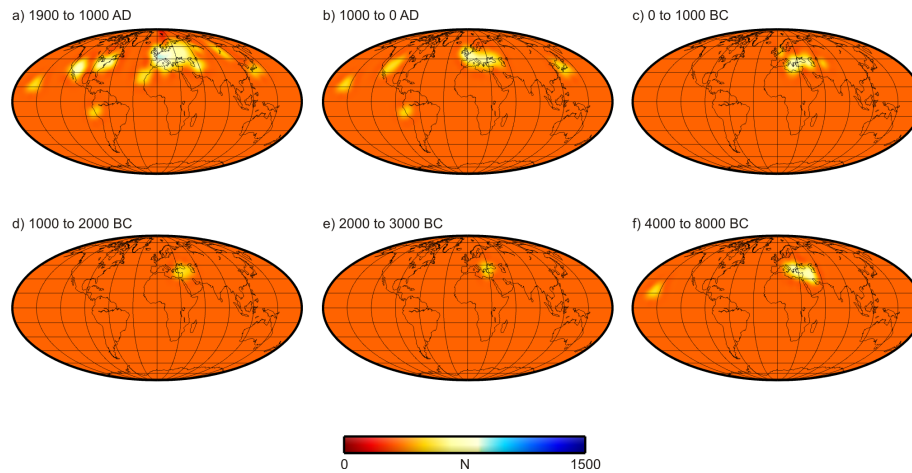 a) 1900 to 1000 AD
b) 1000 to 0 AD
c) 0 to 1000 BC
d) 1000 to 2000 BC
e) 2000 to 3000 BC
f) 4000 to 8000 BC
0 N 1500